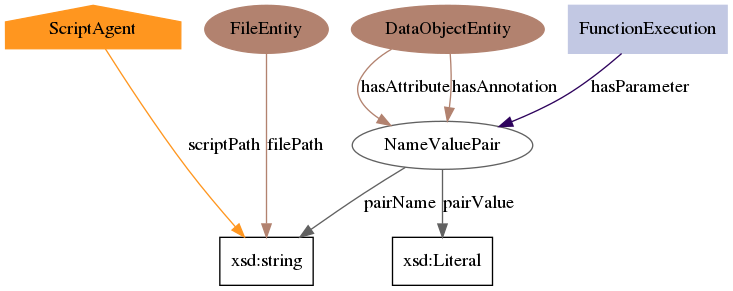 ScriptAgent
FileEntity
DataObjectEntity
FunctionExecution
hasAttribute
hasAnnotation
hasParameter
scriptPath
filePath
NameValuePair
pairName
pairValue
xsd:string
xsd:Literal